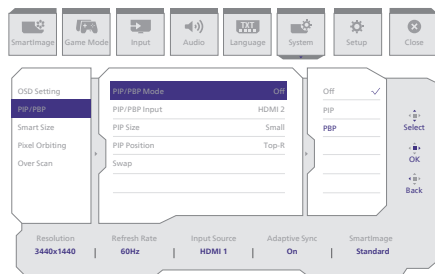 SmartImage
Game Mode
Input
Audio
TXT
Language
System
Setup
Close
OSD Setting
PIP/PBP
Smart Size
Pixel Orbiting
Over Scan
PIP/PBP Mode Off
PIP/PBP Input HDMI 2
PIP Size Small
PIP Position Top-R
Swap
Off
PIP
PBP
Select
OK
Back
Resolution Refresh Rate Input Source Adaptive Sync SmartImage
3440x1440 | 60Hz | HDMI 1 | On | Standard